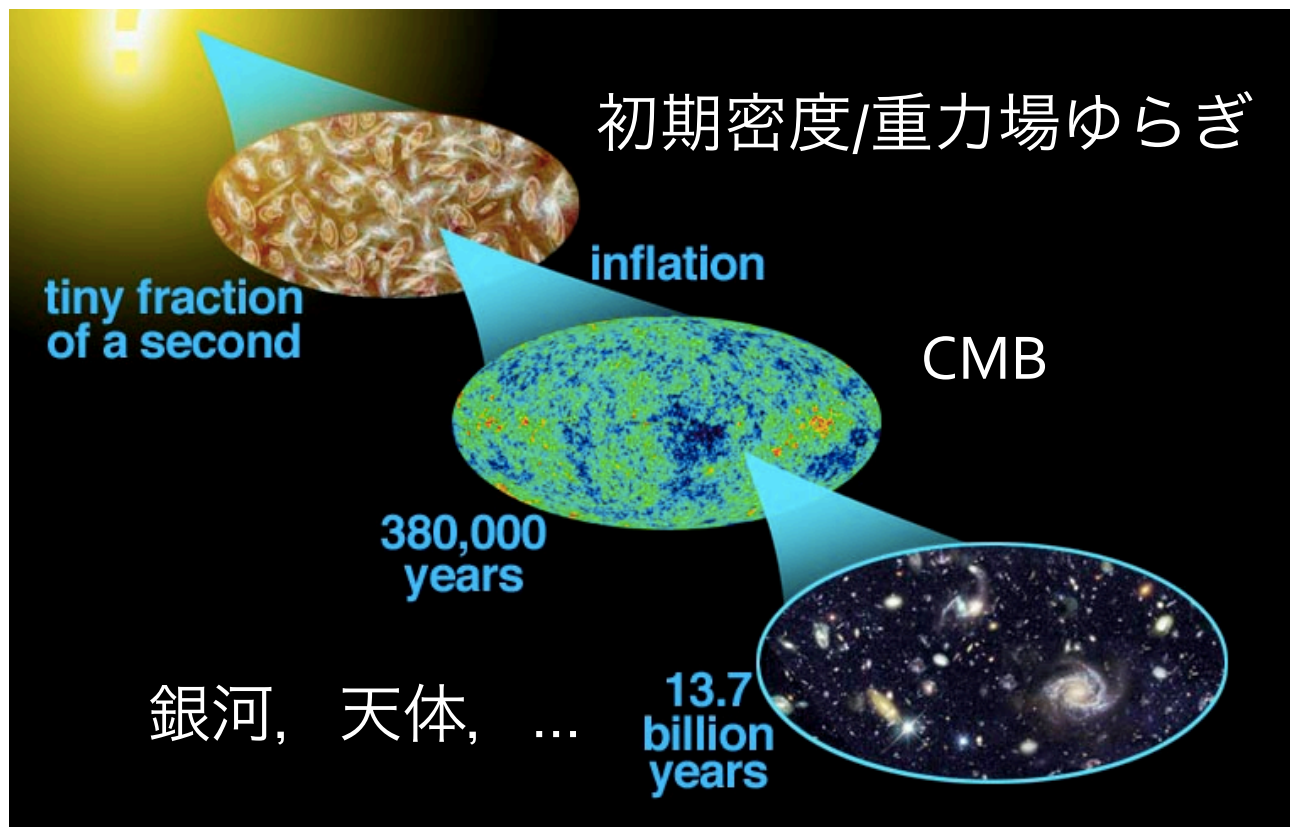 初期密度/重力場ゆらぎ
inflation
tiny fraction
of a second
CMB
380,000
years
銀河, 天体, ...
13.7
billion
years